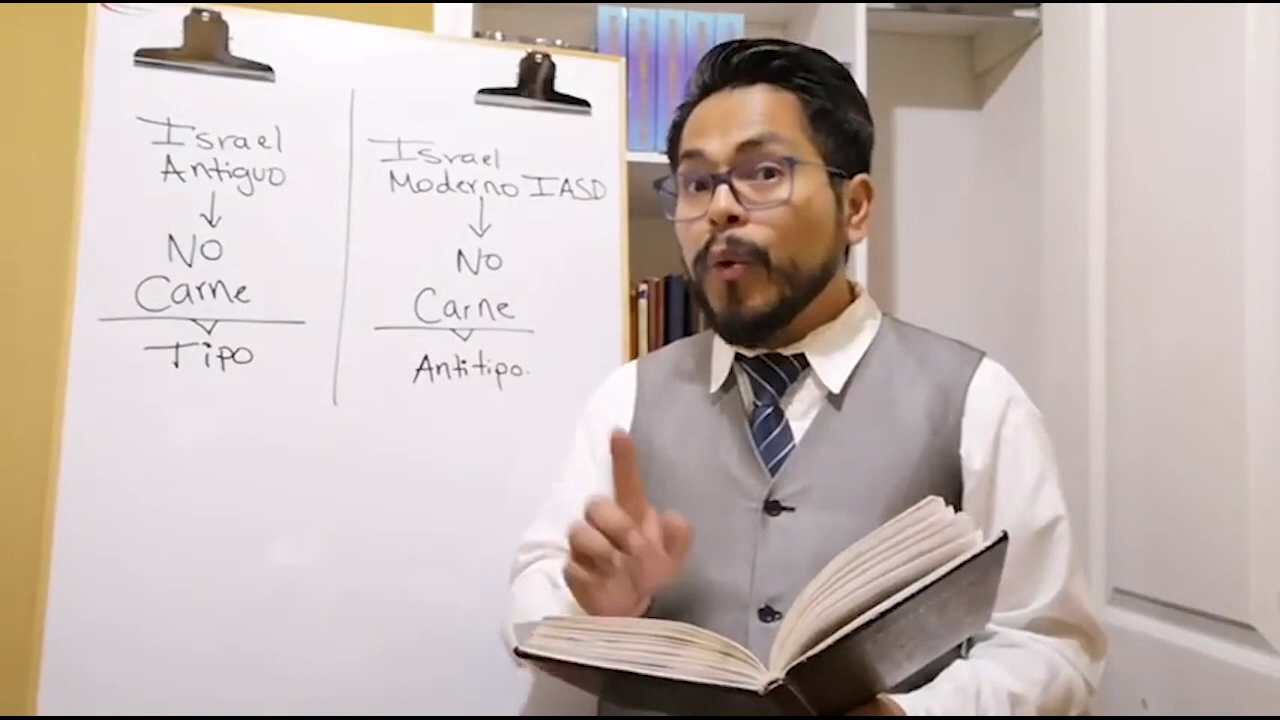 Israel
Antiguo
NO
Carne
Tipo
Israel
Moderno IASD
NO
Carne
Antitipo.